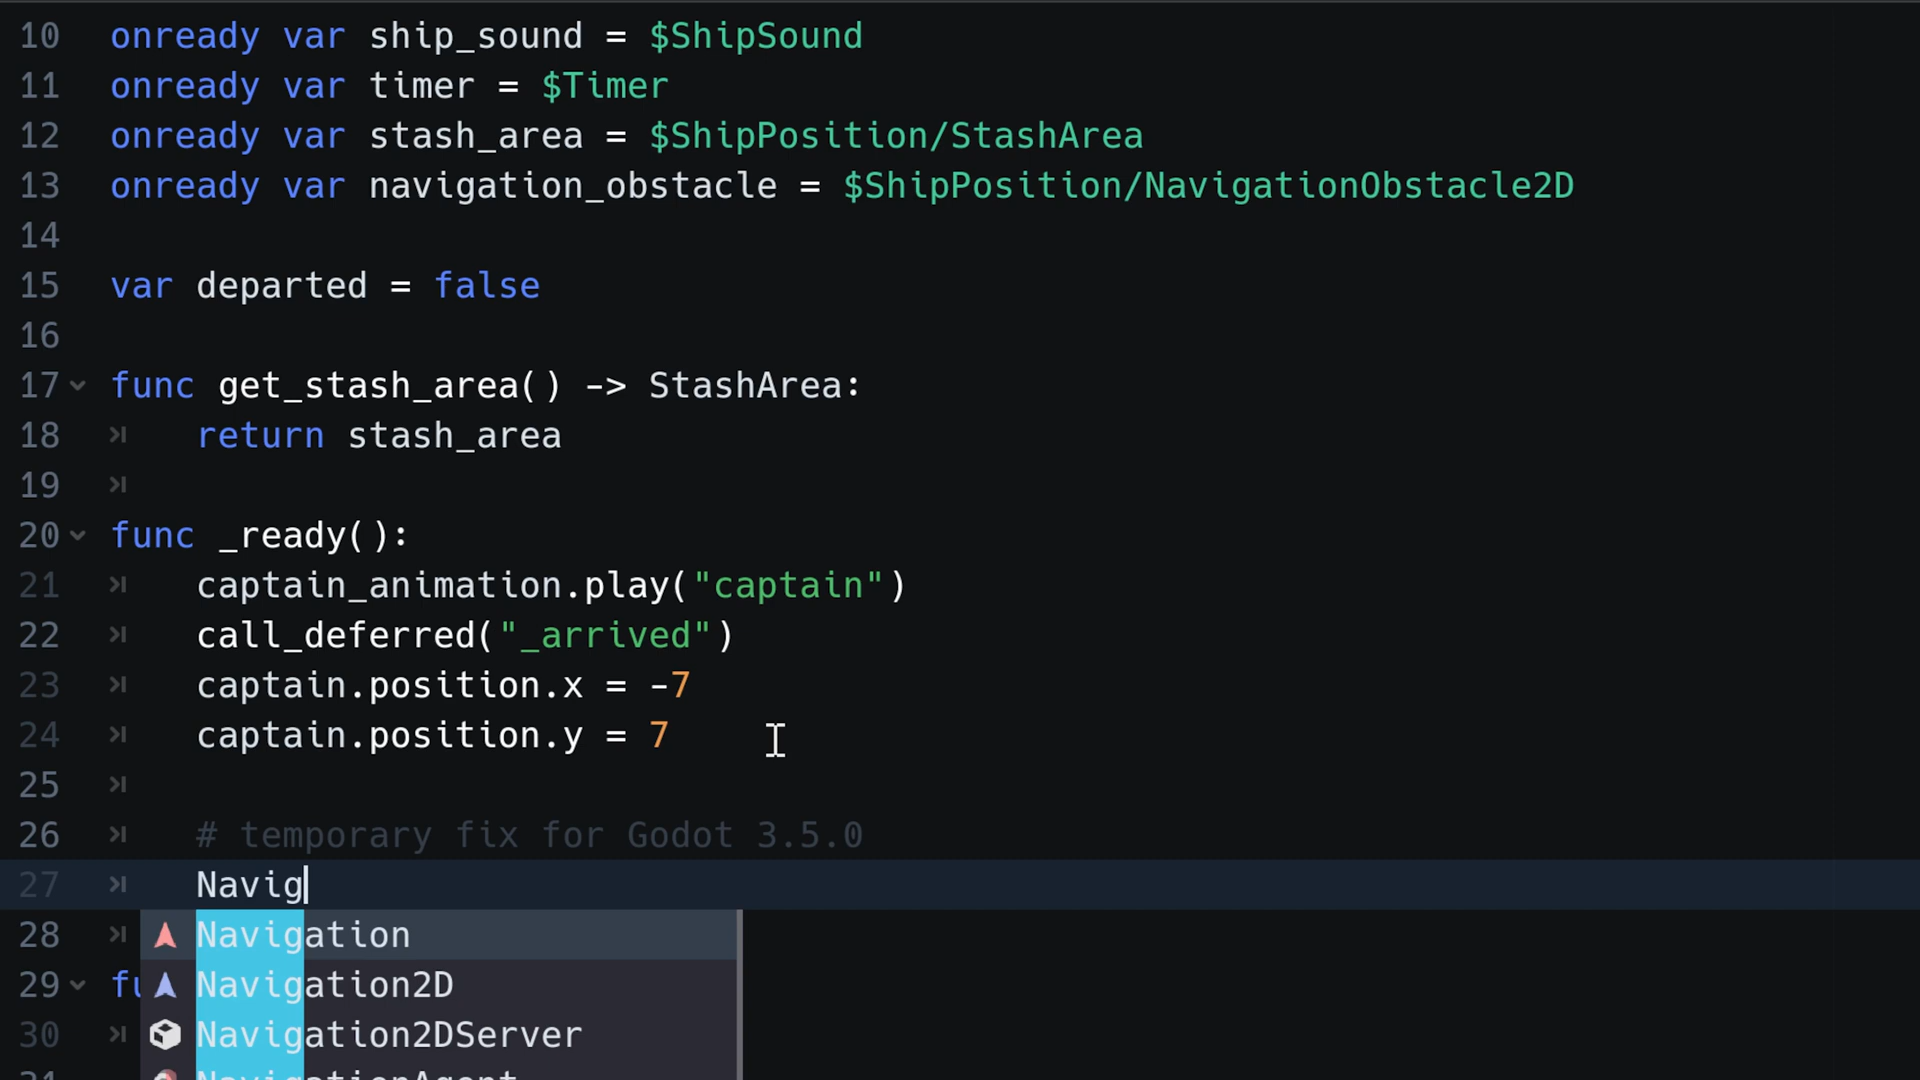 10 onready var ship_sound = $ShipSound
11 onready var timer = $Timer
12 onready var stash_area = $ShipPosition/StashArea
13 onready var navigation_obstacle = $ShipPosition/NavigationObstacle2D
14
15 var departed = false
16
17 func get_stash_area() -> StashArea:
18 return stash_area
19
20 func _ready():
21 captain_animation.play("captain")
22 call_deferred("_arrived")
23 captain.position.x = -7
24 captain.position.y = 7
25
26 # temporary fix for Godot 3.5.0
27 Navig
28 Navigation
29 fu Navigation2D
30 Navigation2DServer
31 NavigationAgent